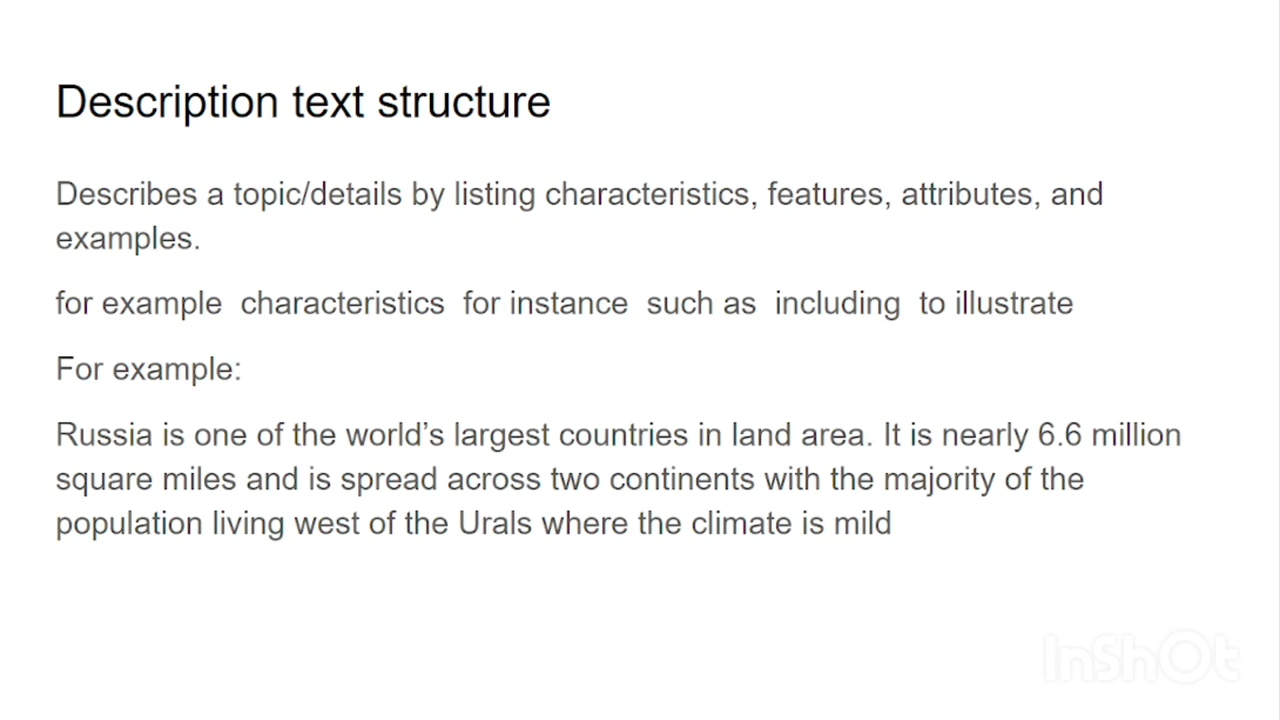 Description text structure
Describes a topic/details by listing characteristics, features, attributes, and
examples.
for example  characteristics  for instance  such as  including  to illustrate
For example:
Russia is one of the world’s largest countries in land area. It is nearly 6.6 million
square miles and is spread across two continents with the majority of the
population living west of the Urals where the climate is mild
InShOt